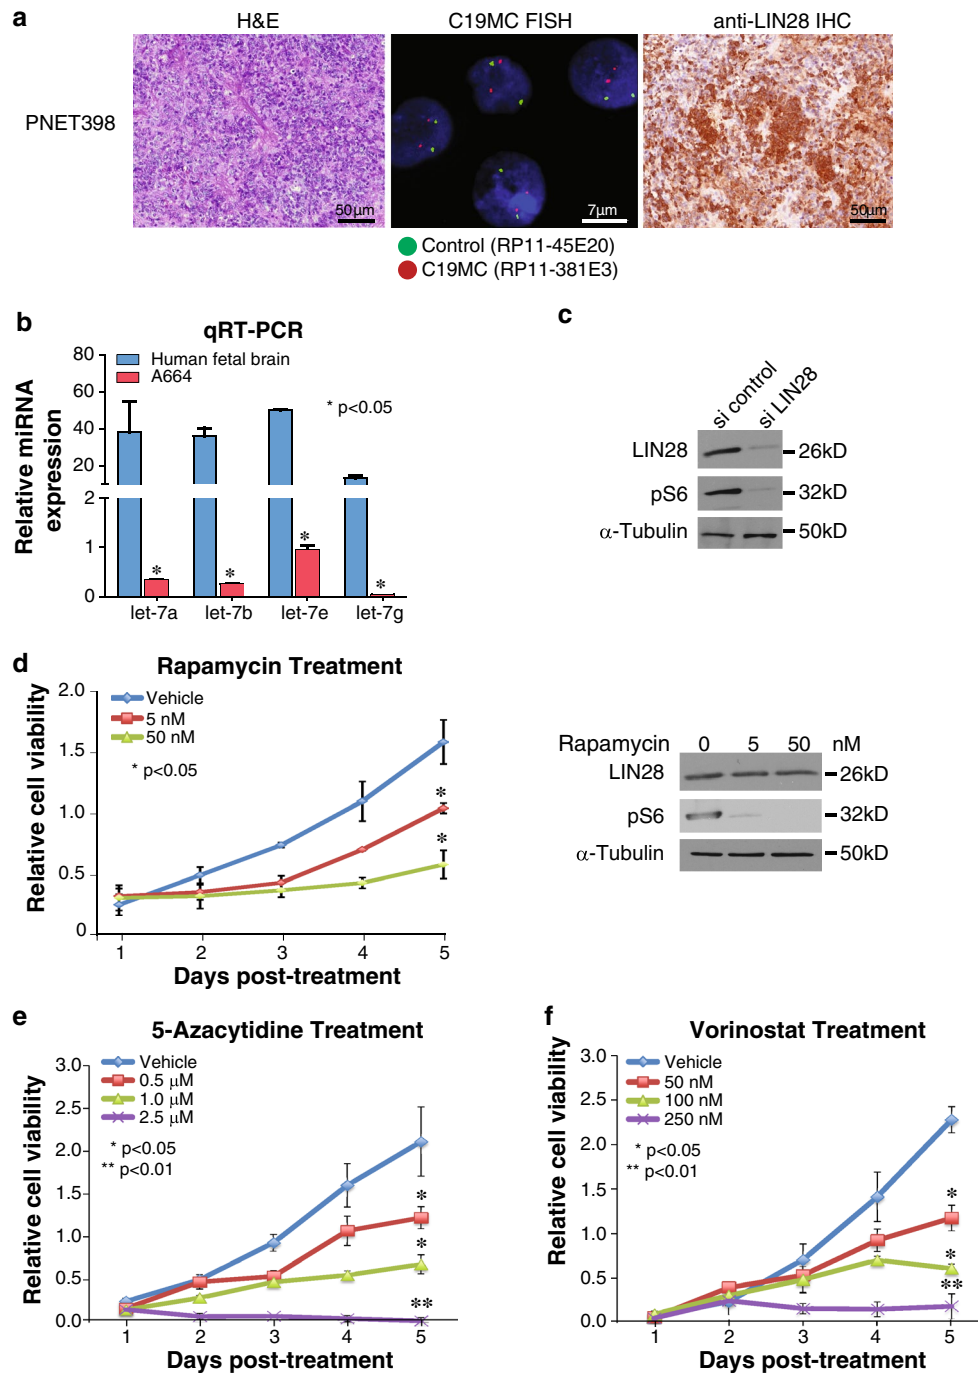 a
H&E
C19MC FISH
anti-LIN28 IHC
PNET398
50μm
7μm
50μm
Control (RP11-45E20)
C19MC (RP11-381E3)
b
qRT-PCR
Human fetal brain
A664
* p<0.05
Relative miRNA expression
80
60
40
20
2
1
0
*
*
*
*
let-7a
let-7b
let-7e
let-7g
c
si control
si LIN28
LIN28
26kD
pS6
32kD
α-Tubulin
50kD
d
Rapamycin Treatment
Vehicle
5 nM
50 nM
* p<0.05
Relative cell viability
2.0
1.5
1.0
0.5
0
*
*
1 2 3 4 5
Days post-treatment
Rapamycin 0 5 50 nM
LIN28
26kD
pS6
32kD
α-Tubulin
50kD
e
5-Azacytidine Treatment
Vehicle
0.5 μM
1.0 μM
2.5 μM
* p<0.05
** p<0.01
Relative cell viability
3.0
2.5
2.0
1.5
1.0
0.5
0.0
*
*
**
1 2 3 4 5
Days post-treatment
f
Vorinostat Treatment
Vehicle
50 nM
100 nM
250 nM
* p<0.05
** p<0.01
Relative cell viability
3.0
2.5
2.0
1.5
1.0
0.5
0.0
*
*
**
1 2 3 4 5
Days post-treatment